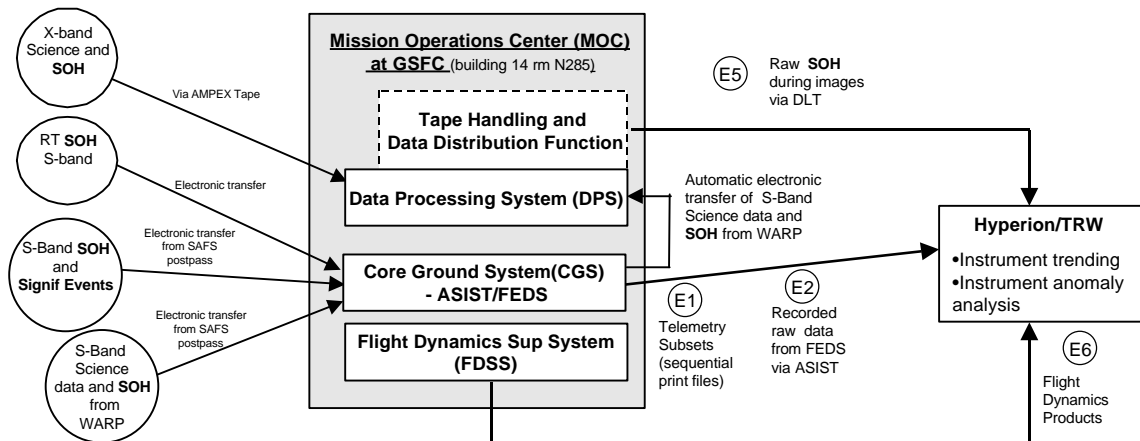 X-band
Science and
SOH
RT SOH
S-band
S-Band SOH
and
Signif Events
S-Band
Science
data and SOH
from
WARP
Via AMPEX Tape
Electronic transfer
Electronic transfer
from SAFS
postpass
Electronic transfer
from SAFS
postpass
Mission Operations Center (MOC)
at GSFC (building 14 rm N285)
Tape Handling and
Data Distribution Function
Data Processing System (DPS)
Core Ground System(CGS)
- ASIST/FEDS
Flight Dynamics Sup System
(FDSS)
E5
Raw SOH
during images
via DLT
Automatic electronic
transfer of S-Band
Science data and
SOH from WARP
E1
Telemetry
Subsets
(sequential
print files)
E2
Recorded
raw data
from FEDS
via ASIST
Hyperion/TRW
•Instrument trending
•Instrument anomaly
analysis
E6
Flight
Dynamics
Products